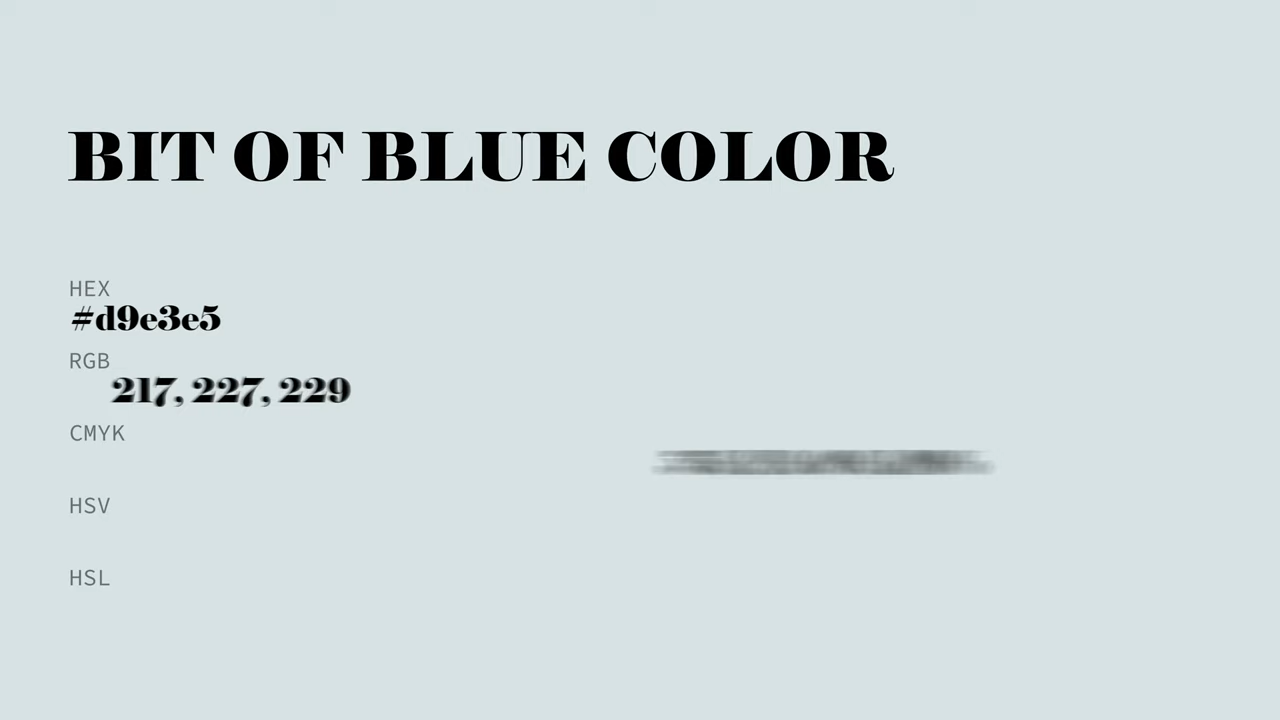 BIT OF BLUE COLOR
HEX
#d9e3e5
RGB
217, 227, 229
CMYK
HSV
HSL